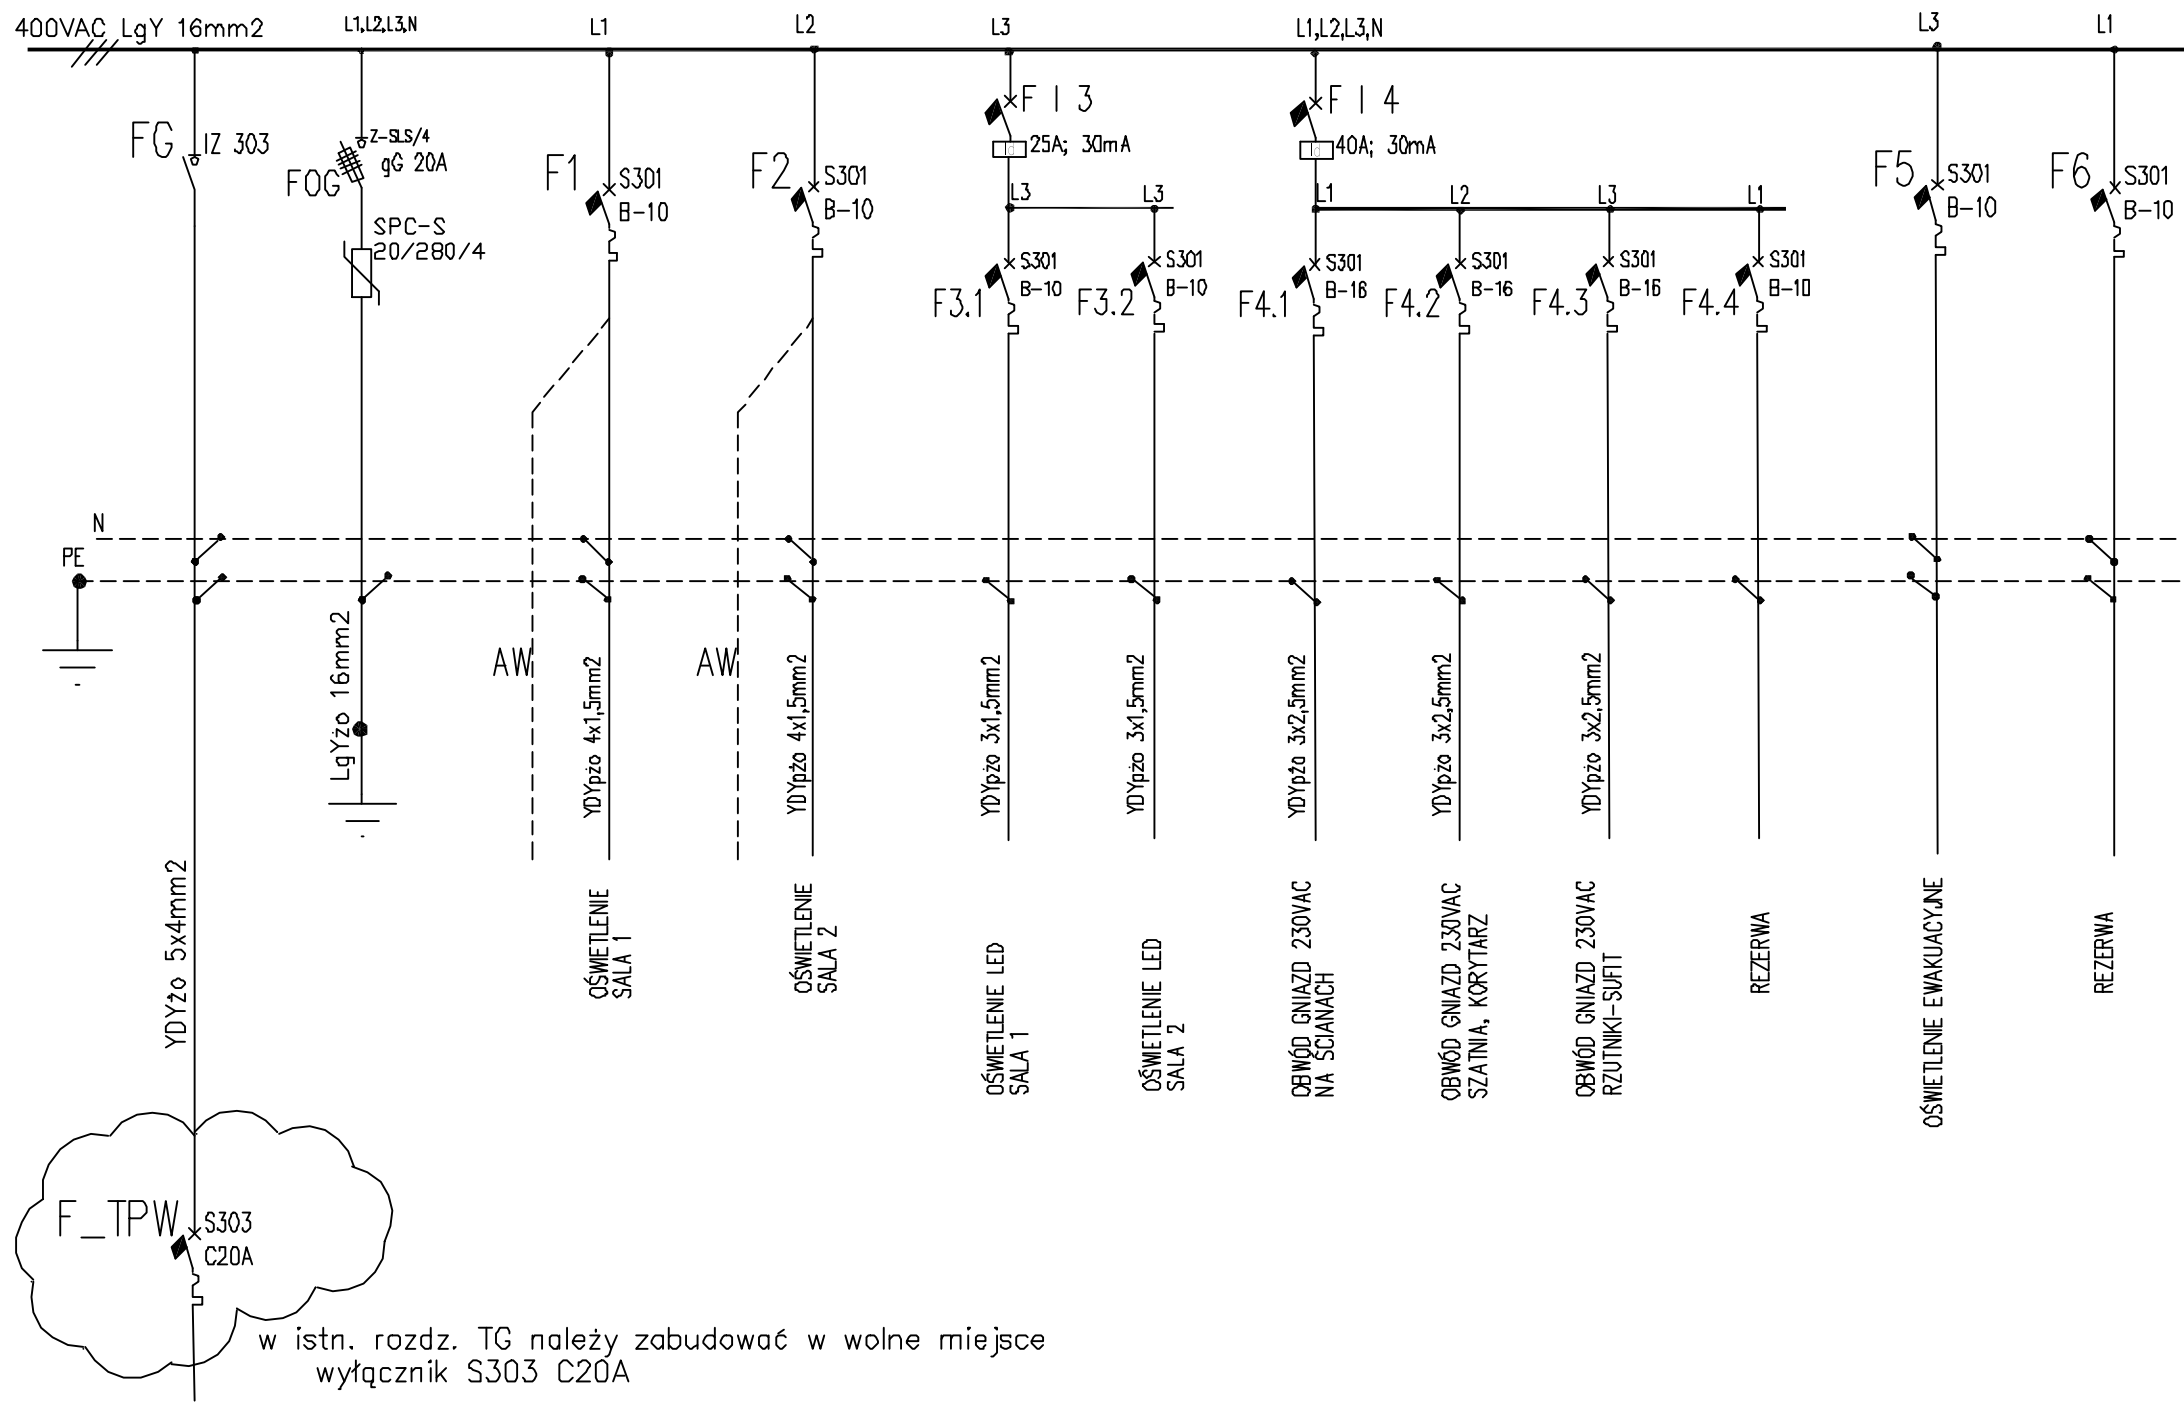 400VAC LgY 16mm2
L1,L2,L3,N
L1
L2
L3
L1,L2,L3,N
L3
L1
FG
IZ 303
Z-SLS/4
gG 20A
FOG
SPC-S
20/280/4
F1
S301
B-10
F2
S301
B-10
F I 3
25A; 30mA
Id
L3
L3
F3.1
S301
B-10
F3.2
S301
B-10
F I 4
40A; 30mA
Id
L1
L2
L3
L1
F4.1
S301
B-16
F4.2
S301
B-16
F4.3
S301
B-16
F4.4
S301
B-10
F5
S301
B-10
F6
S301
B-10
N
PE
LgYżo 16mm2
AW
YDYpżo 4x1,5mm2
AW
YDYpżo 4x1,5mm2
YDYpżo 3x1,5mm2
YDYpżo 3x1,5mm2
YDYpżo 3x2,5mm2
YDYpżo 3x2,5mm2
YDYpżo 3x2,5mm2
YDYżo 5x4mm2
OŚWIETLENIE
SALA 1
OŚWIETLENIE
SALA 2
OŚWIETLENIE LED
SALA 1
OŚWIETLENIE LED
SALA 2
OBWÓD GNIAZD 230VAC
NA ŚCIANACH
OBWÓD GNIAZD 230VAC
SZATNIA, KORYTARZ
OBWÓD GNIAZD 230VAC
RZUTNIKI-SUFIT
REZERWA
OŚWIETLENIE EWAKUACYJNE
REZERWA
F_TPW
S303
C20A
w istn. rozdz. TG należy zabudować w wolne miejsce
wyłącznik S303 C20A